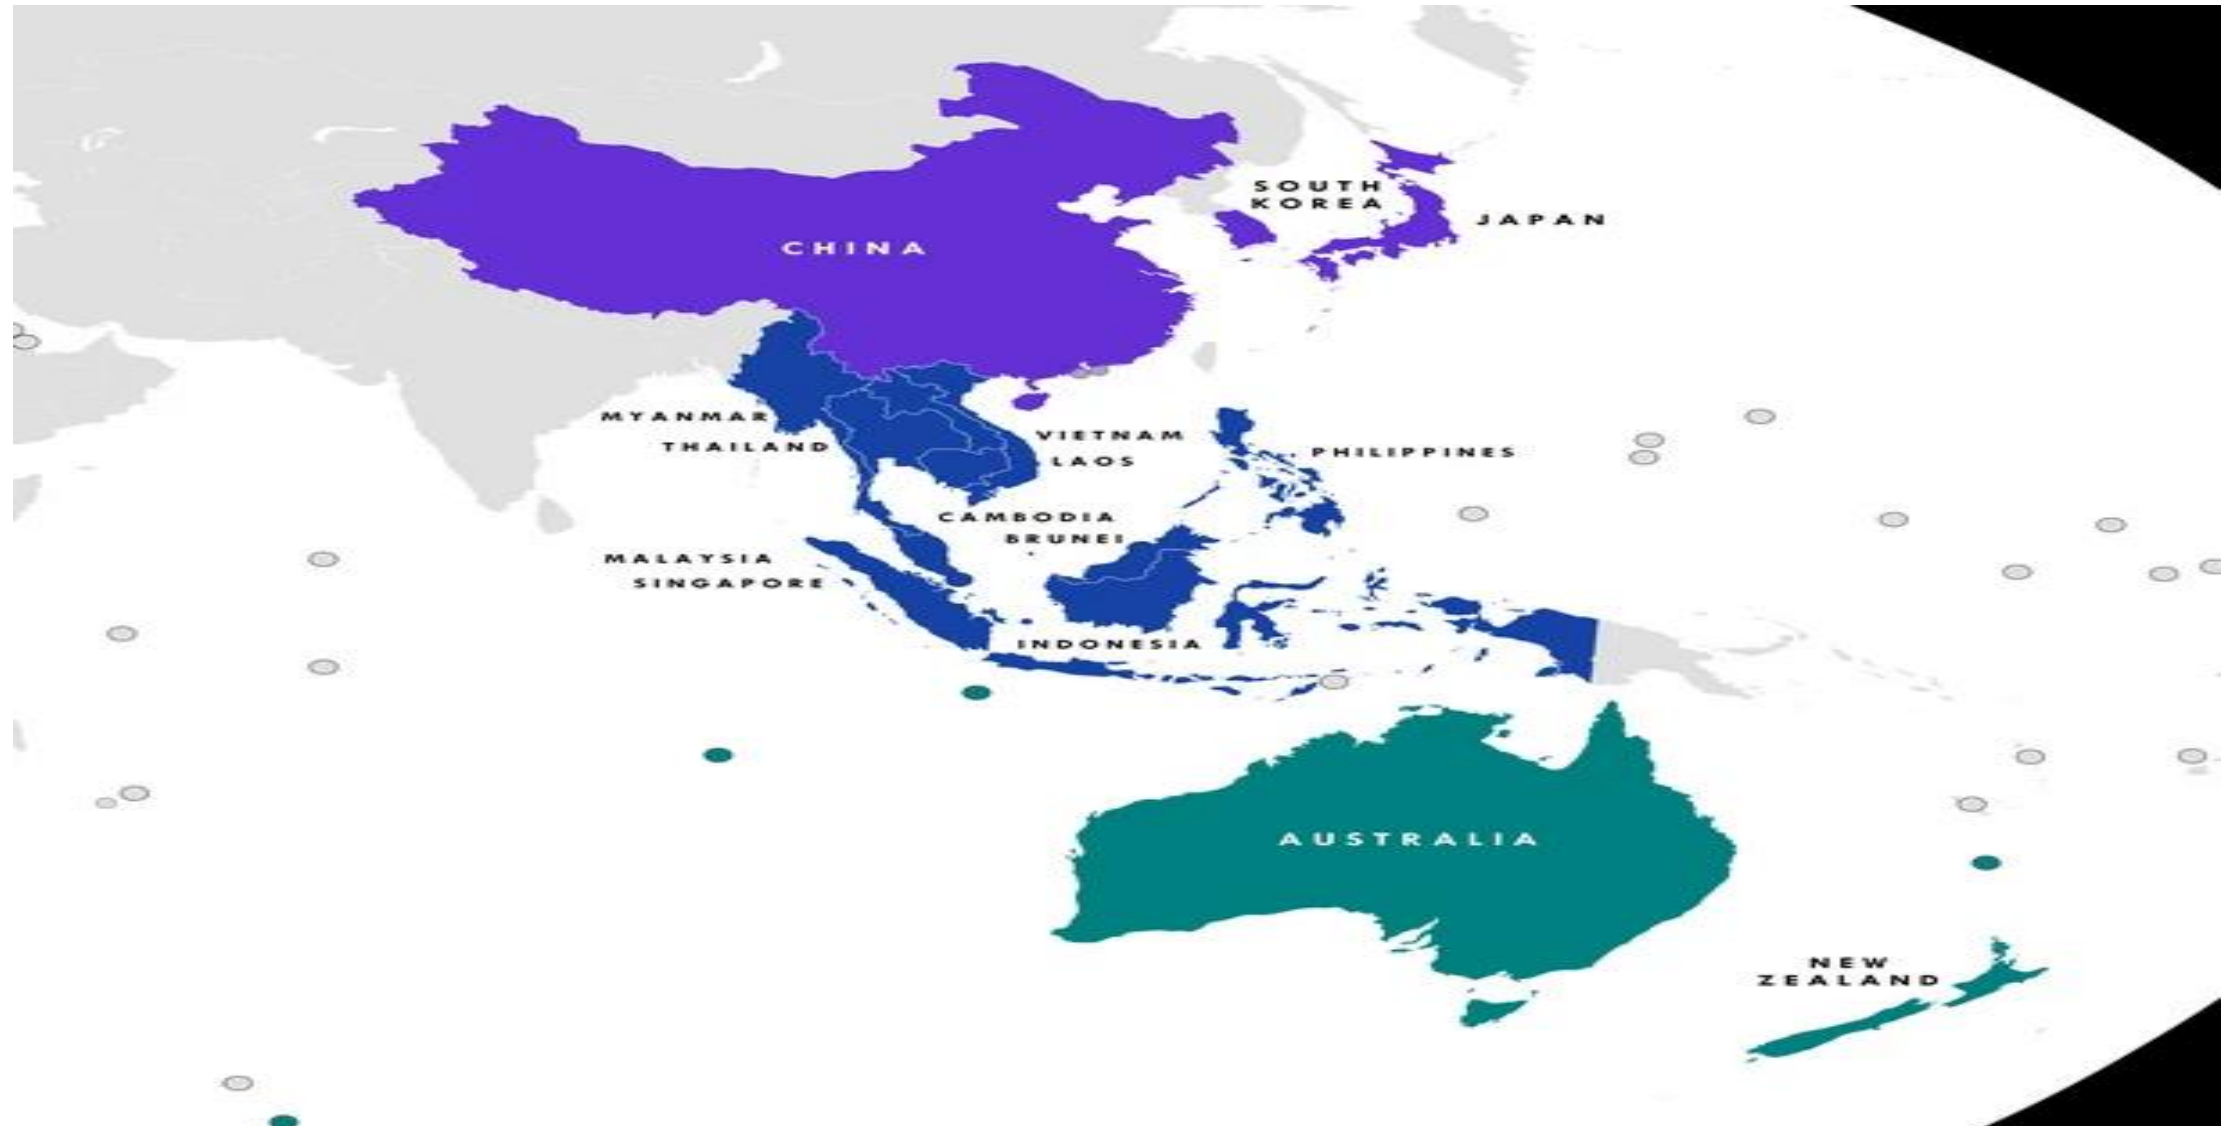 SOUTH
KOREA
JAPAN
CHINA
MYANMAR
THAILAND
VIETNAM
LAOS
PHILIPPINES
CAMBODIA
BRUNEI
MALAYSIA
SINGAPORE
INDONESIA
AUSTRALIA
NEW
ZEALAND